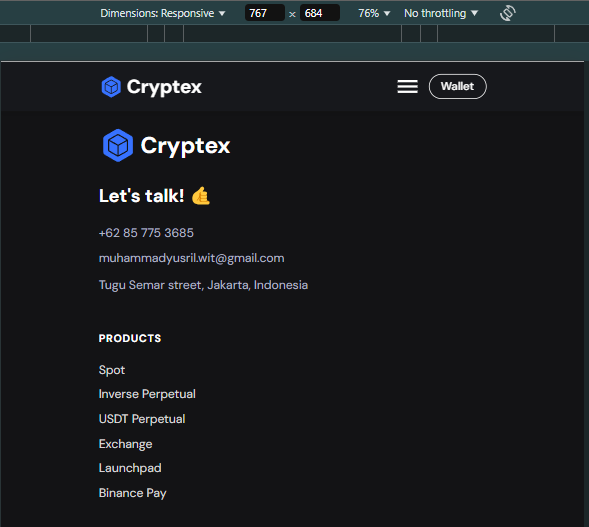 Dimensions: Responsive 767 x 684 76% No throttling
Cryptex Wallet
Cryptex
Let's talk! 🤙
+62 85 775 3685
muhammadyusril.wit@gmail.com
Tugu Semar street, Jakarta, Indonesia
PRODUCTS
Spot
Inverse Perpetual
USDT Perpetual
Exchange
Launchpad
Binance Pay